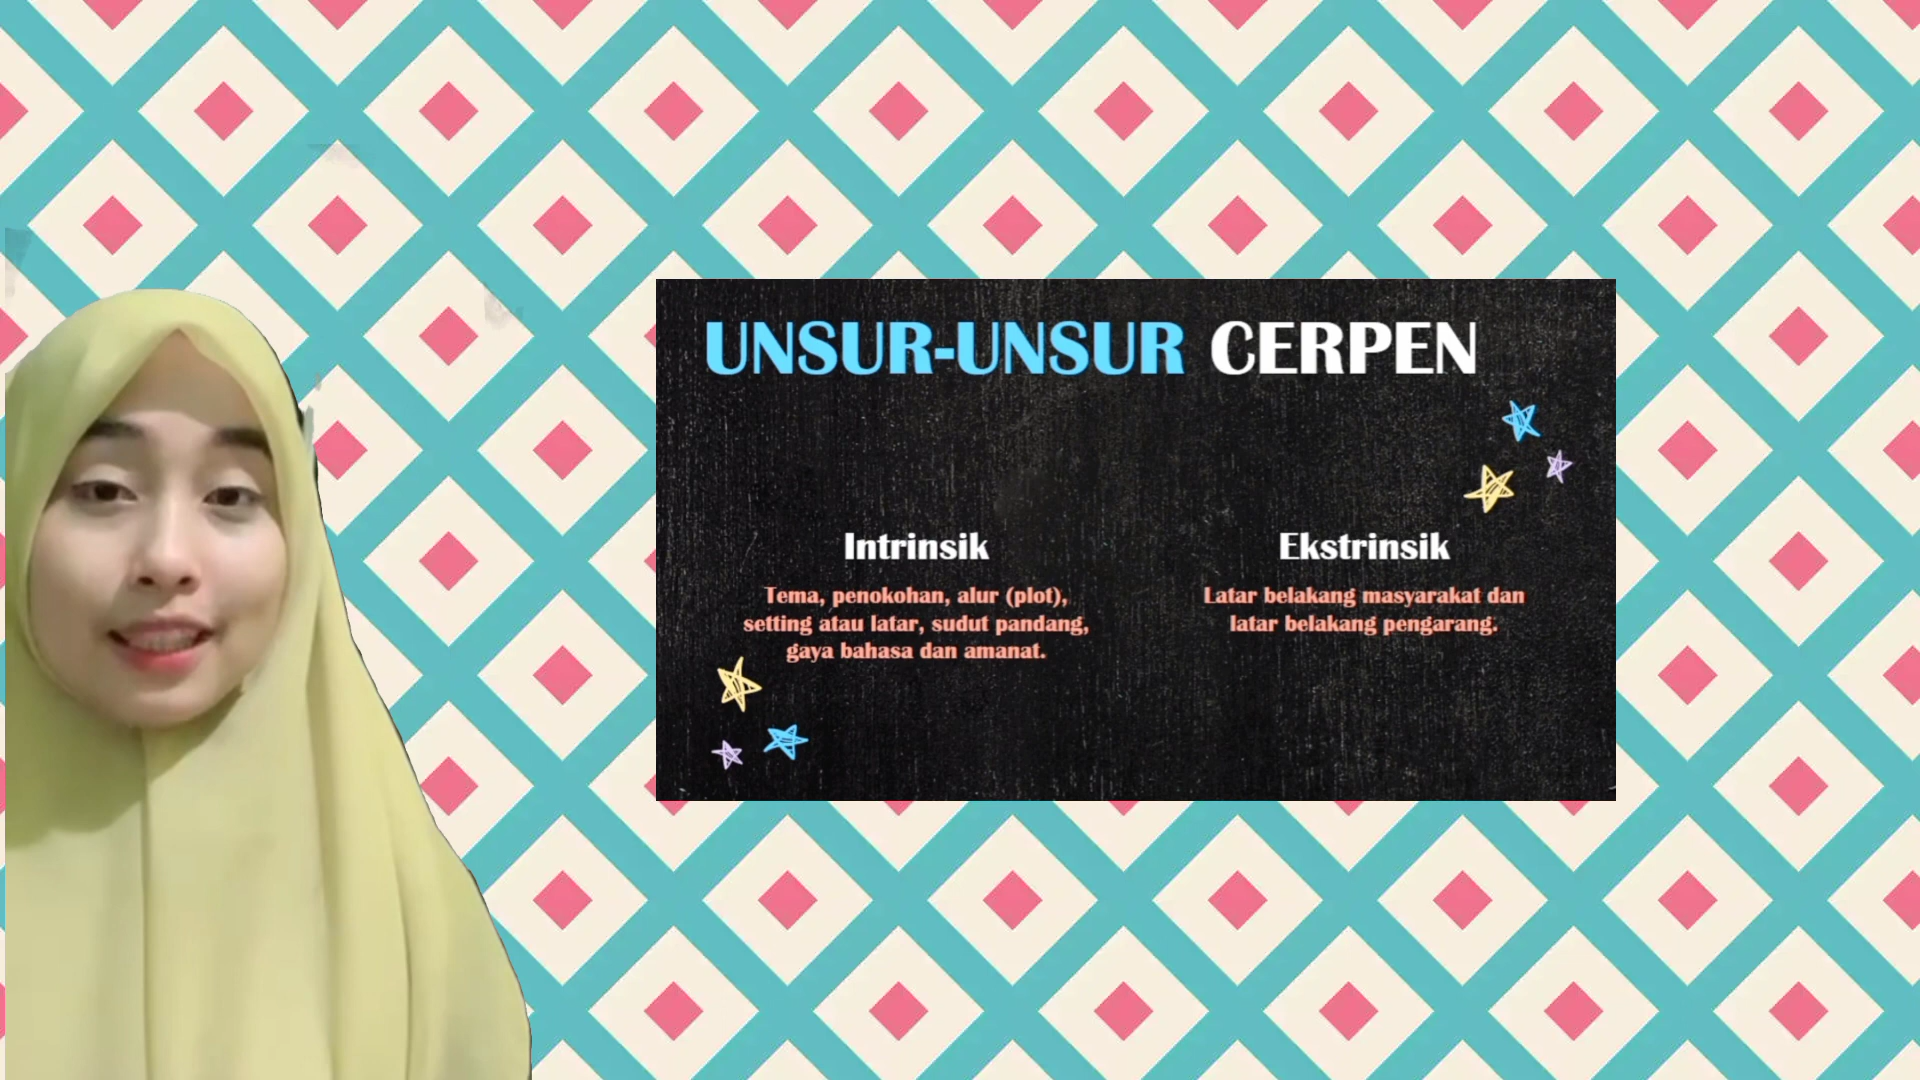 UNSUR-UNSUR CERPEN
Intrinsik
Tema, penokohan, alur (plot),
setting atau latar, sudut pandang,
gaya bahasa dan amanat.
Ekstrinsik
Latar belakang masyarakat dan
latar belakang pengarang.